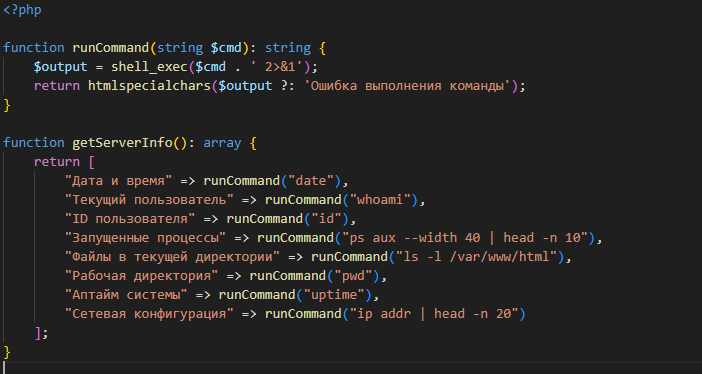 <?php
function runCommand(string $cmd): string {
    $output = shell_exec($cmd . ' 2>&1');
    return htmlspecialchars($output ?: 'Ошибка выполнения команды');
}
function getServerInfo(): array {
    return [
        "Дата и время" => runCommand("date"),
        "Текущий пользователь" => runCommand("whoami"),
        "ID пользователя" => runCommand("id"),
        "Запущенные процессы" => runCommand("ps aux --width 40 | head -n 10"),
        "Файлы в текущей директории" => runCommand("ls -l /var/www/html"),
        "Рабочая директория" => runCommand("pwd"),
        "Аптайм системы" => runCommand("uptime"),
        "Сетевая конфигурация" => runCommand("ip addr | head -n 20")
    ];
}